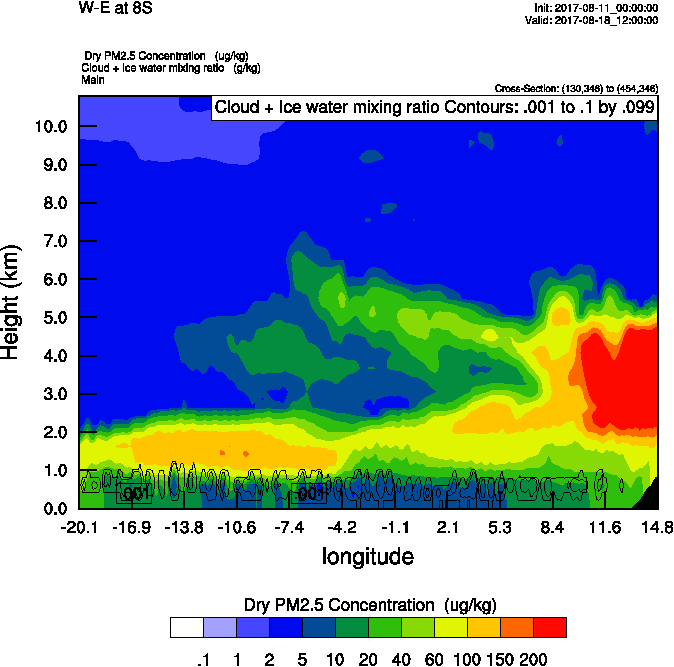 W-E at 8S
Init: 2017-08-11_00:00:00
Valid: 2017-08-18_12:00:00
Dry PM2.5 Concentration (ug/kg)
Cloud + Ice water mixing ratio (g/kg)
Main
Cross-Section: (130,346) to (454,346)
Cloud + Ice water mixing ratio Contours: .001 to .1 by .099
10.0
9.0
8.0
7.0
6.0
5.0
4.0
3.0
2.0
1.0
0.0
Height (km)
.001 .001
-20.1 -16.9 -13.8 -10.6 -7.4 -4.2 -1.1 2.1 5.3 8.4 11.6 14.8
longitude
Dry PM2.5 Concentration (ug/kg)
.1 1 2 5 10 20 40 60 100 150 200